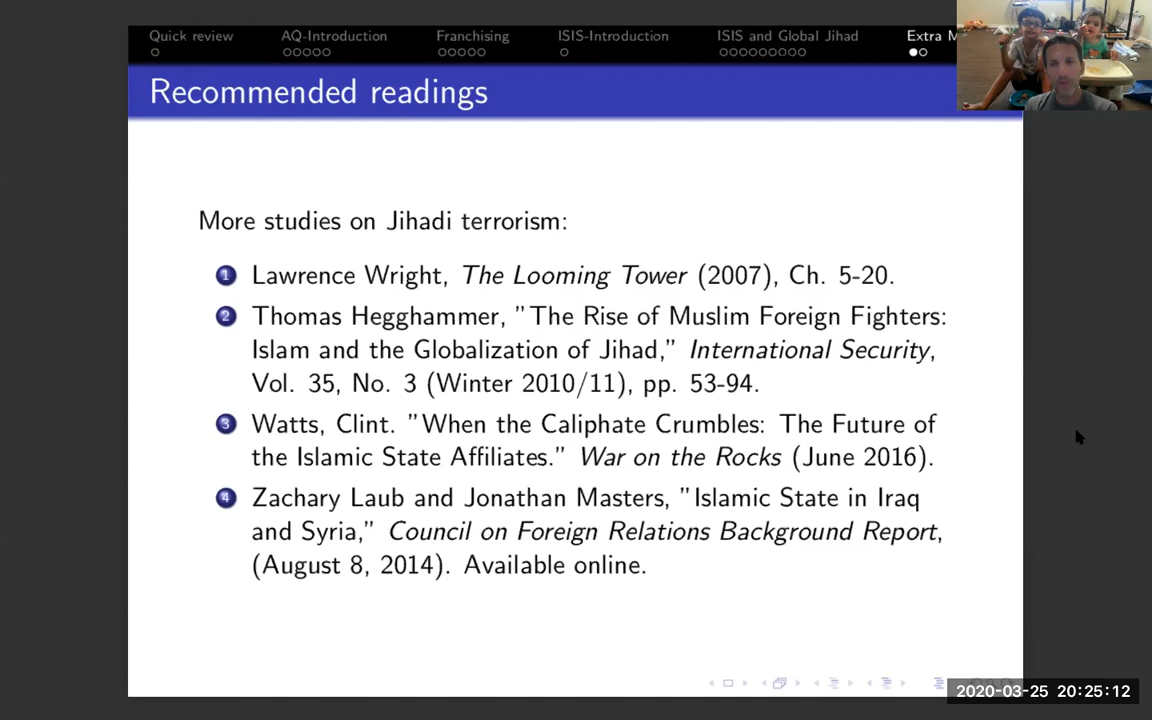 Quick review AQ-Introduction Franchising ISIS-Introduction ISIS and Global Jihad Extra
Recommended readings
More studies on Jihadi terrorism:
1 Lawrence Wright, The Looming Tower (2007), Ch. 5-20.
2 Thomas Hegghammer, "The Rise of Muslim Foreign Fighters:
Islam and the Globalization of Jihad," International Security,
Vol. 35, No. 3 (Winter 2010/11), pp. 53-94.
3 Watts, Clint. "When the Caliphate Crumbles: The Future of
the Islamic State Affiliates." War on the Rocks (June 2016).
4 Zachary Laub and Jonathan Masters, "Islamic State in Iraq
and Syria," Council on Foreign Relations Background Report,
(August 8, 2014). Available online.
2020-03-25 20:25:12